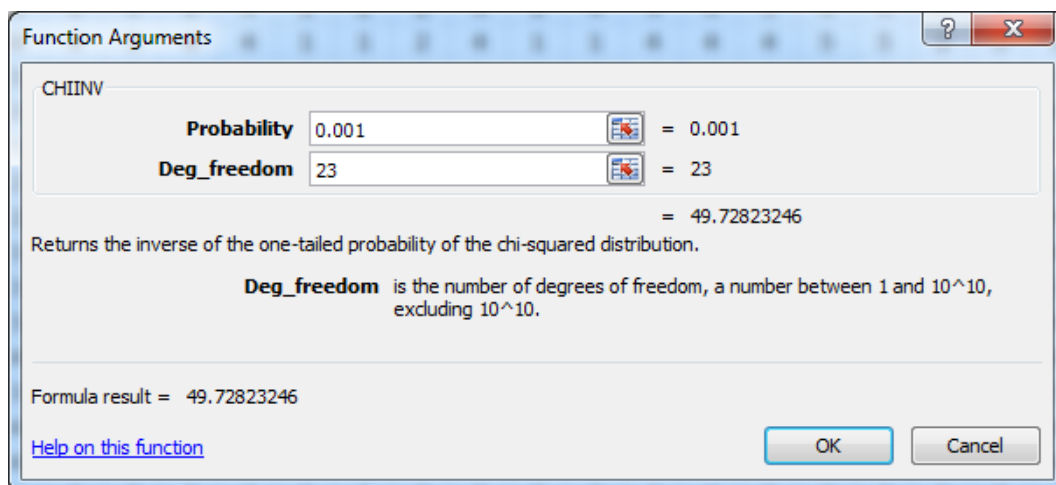 Function Arguments
?
CHIINV
Probability 0.001 = 0.001
Deg_freedom 23 = 23
= 49.72823246
Returns the inverse of the one-tailed probability of the chi-squared distribution.
Deg_freedom is the number of degrees of freedom, a number between 1 and 10^10,
excluding 10^10.
Formula result = 49.72823246
Help on this function
OK Cancel